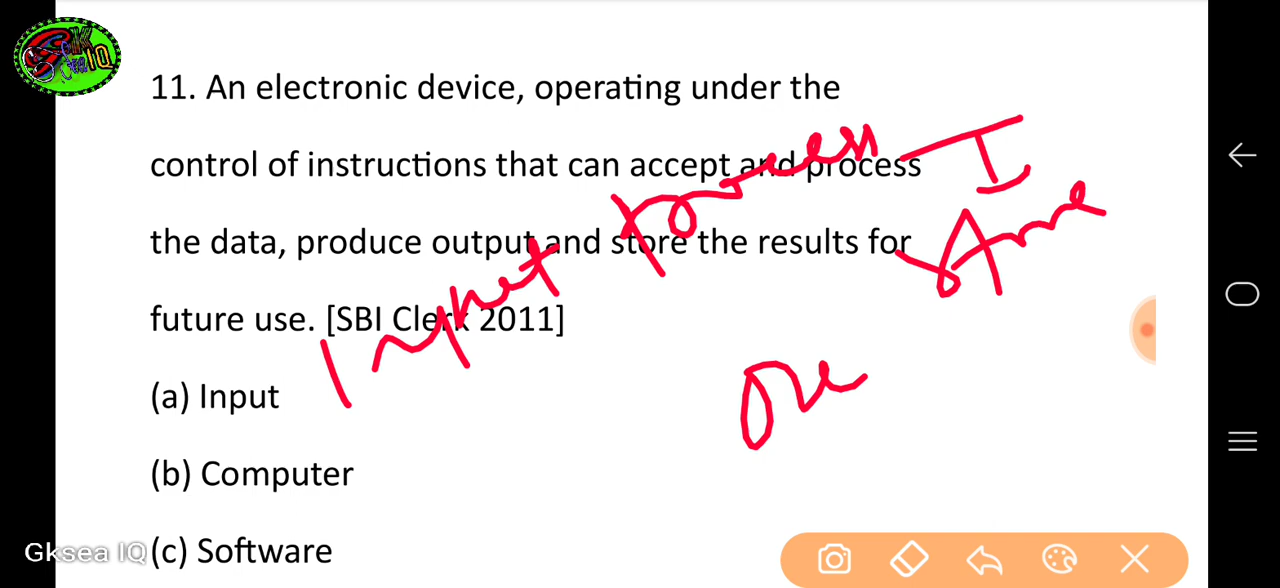 11. An electronic device, operating under the
control of instructions that can accept and process
the data, produce output and store the results for
future use. [SBI Clerk 2011]
(a) Input
(b) Computer
(c) Software
Input process
Gksea IQ
IQ